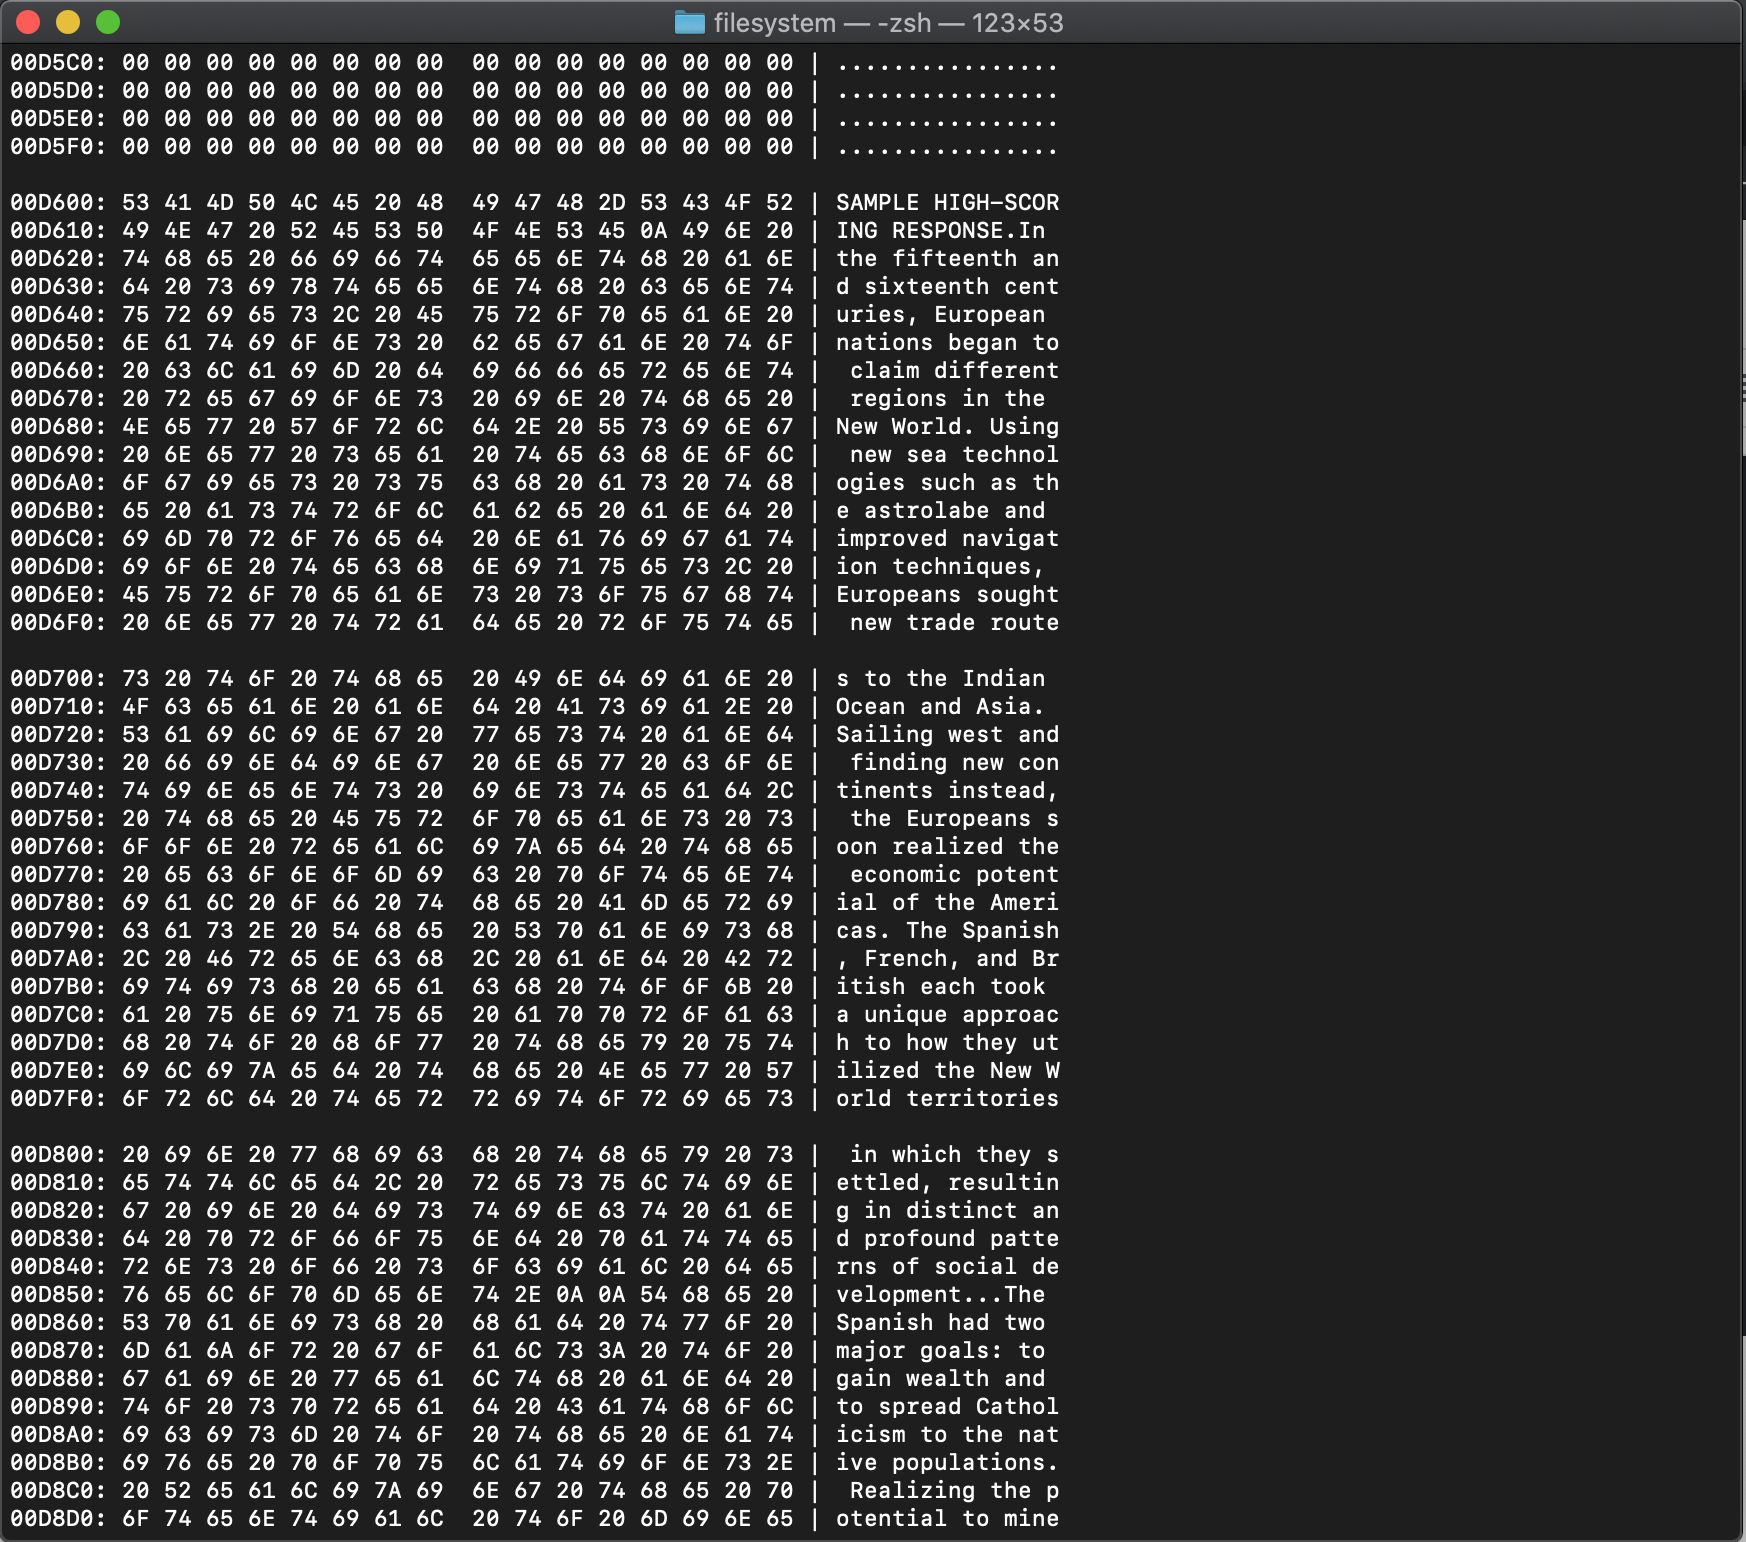 filesystem — -zsh — 123×53
00D5C0: 00 00 00 00 00 00 00 00  00 00 00 00 00 00 00 00 | ................
00D5D0: 00 00 00 00 00 00 00 00  00 00 00 00 00 00 00 00 | ................
00D5E0: 00 00 00 00 00 00 00 00  00 00 00 00 00 00 00 00 | ................
00D5F0: 00 00 00 00 00 00 00 00  00 00 00 00 00 00 00 00 | ................
00D600: 53 41 4D 50 4C 45 20 48  49 47 48 2D 53 43 4F 52 | SAMPLE HIGH-SCOR
00D610: 49 4E 47 20 52 45 53 50  4F 4E 53 45 0A 49 6E 20 | ING RESPONSE.In
00D620: 74 68 65 20 66 69 66 74  65 65 6E 74 68 20 61 6E | the fifteenth an
00D630: 64 20 73 69 78 74 65 65  6E 74 68 20 63 65 6E 74 | d sixteenth cent
00D640: 75 72 69 65 73 2C 20 45  75 72 6F 70 65 61 6E 20 | uries, European
00D650: 6E 61 74 69 6F 6E 73 20  62 65 67 61 6E 20 74 6F | nations began to
00D660: 20 63 6C 61 69 6D 20 64  69 66 66 65 72 65 6E 74 |  claim different
00D670: 20 72 65 67 69 6F 6E 73  20 69 6E 20 74 68 65 20 |  regions in the
00D680: 4E 65 77 20 57 6F 72 6C  64 2E 20 55 73 69 6E 67 | New World. Using
00D690: 20 6E 65 77 20 73 65 61  20 74 65 63 68 6E 6F 6C |  new sea technol
00D6A0: 6F 67 69 65 73 20 73 75  63 68 20 61 73 20 74 68 | ogies such as th
00D6B0: 65 20 61 73 74 72 6F 6C  61 62 65 20 61 6E 64 20 | e astrolabe and
00D6C0: 69 6D 70 72 6F 76 65 64  20 6E 61 76 69 67 61 74 | improved navigat
00D6D0: 69 6F 6E 20 74 65 63 68  6E 69 71 75 65 73 2C 20 | ion techniques,
00D6E0: 45 75 72 6F 70 65 61 6E  73 20 73 6F 75 67 68 74 | Europeans sought
00D6F0: 20 6E 65 77 20 74 72 61  64 65 20 72 6F 75 74 65 |  new trade route
00D700: 73 20 74 6F 20 74 68 65  20 49 6E 64 69 61 6E 20 | s to the Indian
00D710: 4F 63 65 61 6E 20 61 6E  64 20 41 73 69 61 2E 20 | Ocean and Asia.
00D720: 53 61 69 6C 69 6E 67 20  77 65 73 74 20 61 6E 64 | Sailing west and
00D730: 20 66 69 6E 64 69 6E 67  20 6E 65 77 20 63 6F 6E |  finding new con
00D740: 74 69 6E 65 6E 74 73 20  69 6E 73 74 65 61 64 2C | tinents instead,
00D750: 20 74 68 65 20 45 75 72  6F 70 65 61 6E 73 20 73 |  the Europeans s
00D760: 6F 6F 6E 20 72 65 61 6C  69 7A 65 64 20 74 68 65 | oon realized the
00D770: 20 65 63 6F 6E 6F 6D 69  63 20 70 6F 74 65 6E 74 |  economic potent
00D780: 69 61 6C 20 6F 66 20 74  68 65 20 41 6D 65 72 69 | ial of the Ameri
00D790: 63 61 73 2E 20 54 68 65  20 53 70 61 6E 69 73 68 | cas. The Spanish
00D7A0: 2C 20 46 72 65 6E 63 68  2C 20 61 6E 64 20 42 72 | , French, and Br
00D7B0: 69 74 69 73 68 20 65 61  63 68 20 74 6F 6F 6B 20 | itish each took
00D7C0: 61 20 75 6E 69 71 75 65  20 61 70 70 72 6F 61 63 | a unique approac
00D7D0: 68 20 74 6F 20 68 6F 77  20 74 68 65 79 20 75 74 | h to how they ut
00D7E0: 69 6C 69 7A 65 64 20 74  68 65 20 4E 65 77 20 57 | ilized the New W
00D7F0: 6F 72 6C 64 20 74 65 72  72 69 74 6F 72 69 65 73 | orld territories
00D800: 20 69 6E 20 77 68 69 63  68 20 74 68 65 79 20 73 |  in which they s
00D810: 65 74 74 6C 65 64 2C 20  72 65 73 75 6C 74 69 6E | ettled, resultin
00D820: 67 20 69 6E 20 64 69 73  74 69 6E 63 74 20 61 6E | g in distinct an
00D830: 64 20 70 72 6F 66 6F 75  6E 64 20 70 61 74 74 65 | d profound patte
00D840: 72 6E 73 20 6F 66 20 73  6F 63 69 61 6C 20 64 65 | rns of social de
00D850: 76 65 6C 6F 70 6D 65 6E  74 2E 0A 0A 54 68 65 20 | velopment...The
00D860: 53 70 61 6E 69 73 68 20  68 61 64 20 74 77 6F 20 | Spanish had two
00D870: 6D 61 6A 6F 72 20 67 6F  61 6C 73 3A 20 74 6F 20 | major goals: to
00D880: 67 61 69 6E 20 77 65 61  6C 74 68 20 61 6E 64 20 | gain wealth and
00D890: 74 6F 20 73 70 72 65 61  64 20 43 61 74 68 6F 6C | to spread Cathol
00D8A0: 69 63 69 73 6D 20 74 6F  20 74 68 65 20 6E 61 74 | icism to the nat
00D8B0: 69 76 65 20 70 6F 70 75  6C 61 74 69 6F 6E 73 2E | ive populations.
00D8C0: 20 52 65 61 6C 69 7A 69  6E 67 20 74 68 65 20 70 |  Realizing the p
00D8D0: 6F 74 65 6E 74 69 61 6C  20 74 6F 20 6D 69 6E 65 | otential to mine